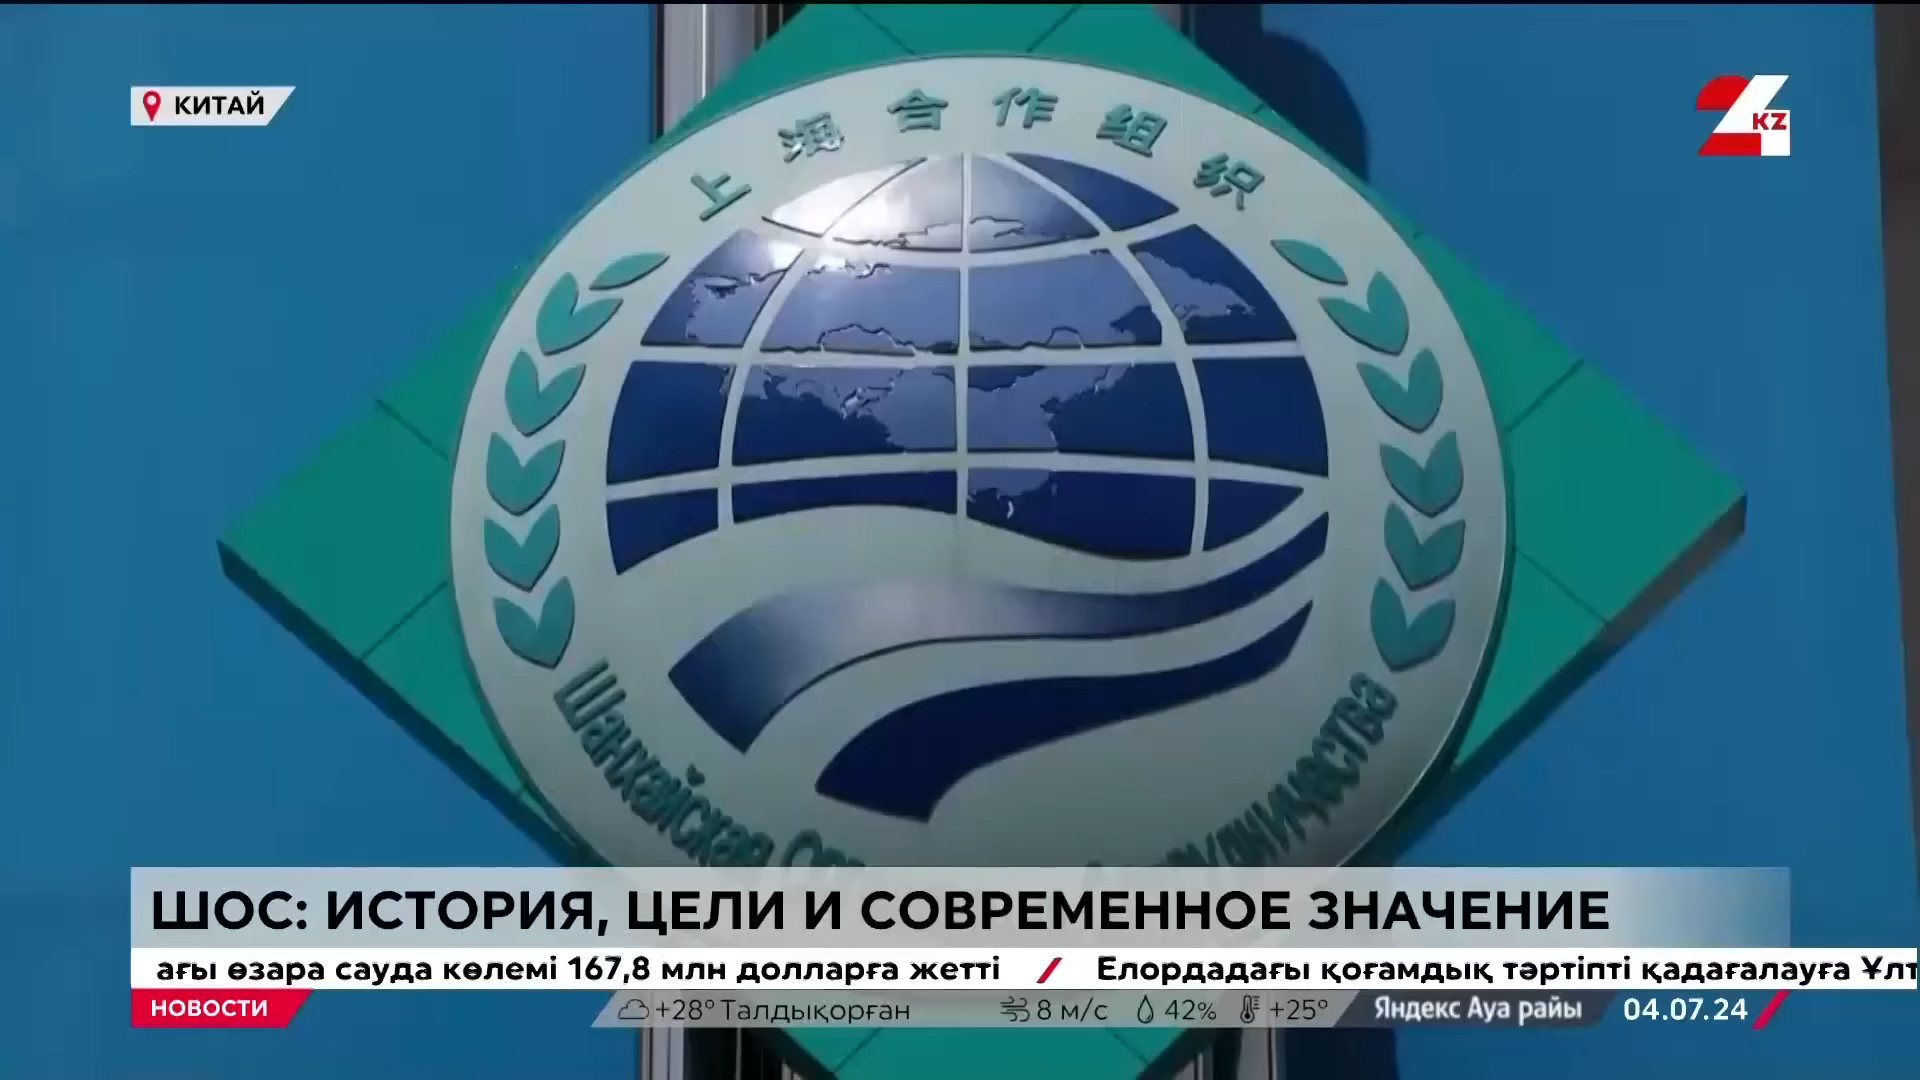 КИТАЙ
24 KZ
上海合作组织
Шанхайская
ШОС: ИСТОРИЯ, ЦЕЛИ И СОВРЕМЕННОЕ ЗНАЧЕНИЕ
ағы өзара сауда көлемі 167,8 млн долларға жетті / Елордадағы қоғамдық тәртіпті қадағалауға Ұлт
НОВОСТИ +28° Талдықорған 8 м/с 42% +25° Яндекс Ауа райы 04.07.24